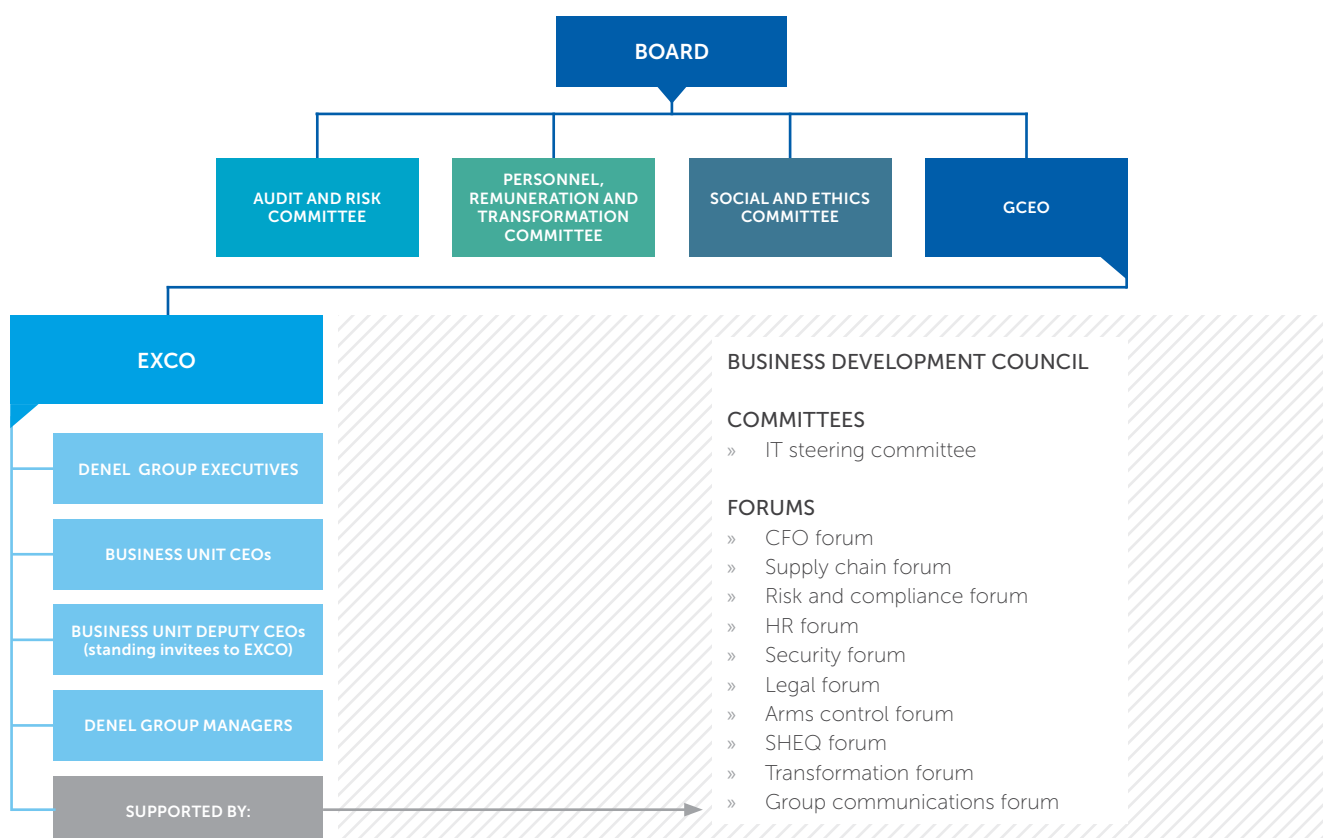 BOARD
AUDIT AND RISK
COMMITTEE
PERSONNEL,
REMUNERATION AND
TRANSFORMATION
COMMITTEE
SOCIAL AND ETHICS
COMMITTEE
GCEO
EXCO
DENEL GROUP EXECUTIVES
BUSINESS UNIT CEOs
BUSINESS UNIT DEPUTY CEOs
(standing invitees to EXCO)
DENEL GROUP MANAGERS
SUPPORTED BY:
BUSINESS DEVELOPMENT COUNCIL
COMMITTEES
» IT steering committee
FORUMS
» CFO forum
» Supply chain forum
» Risk and compliance forum
» HR forum
» Security forum
» Legal forum
» Arms control forum
» SHEQ forum
» Transformation forum
» Group communications forum